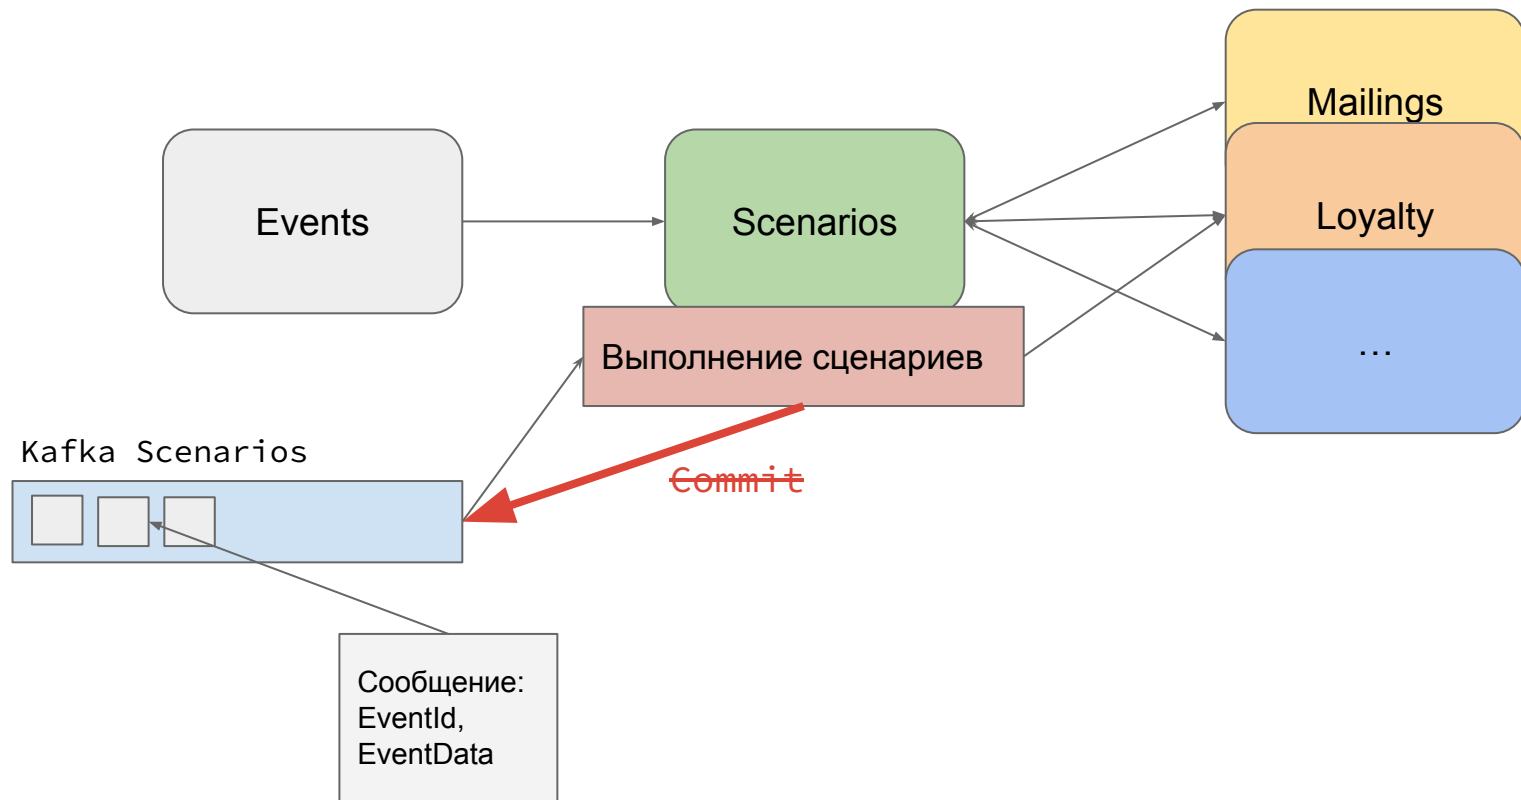 Mailings
Events
Scenarios
Loyalty
Выполнение сценариев
...
Kafka Scenarios
Commit
Сообщение:
EventId,
EventData